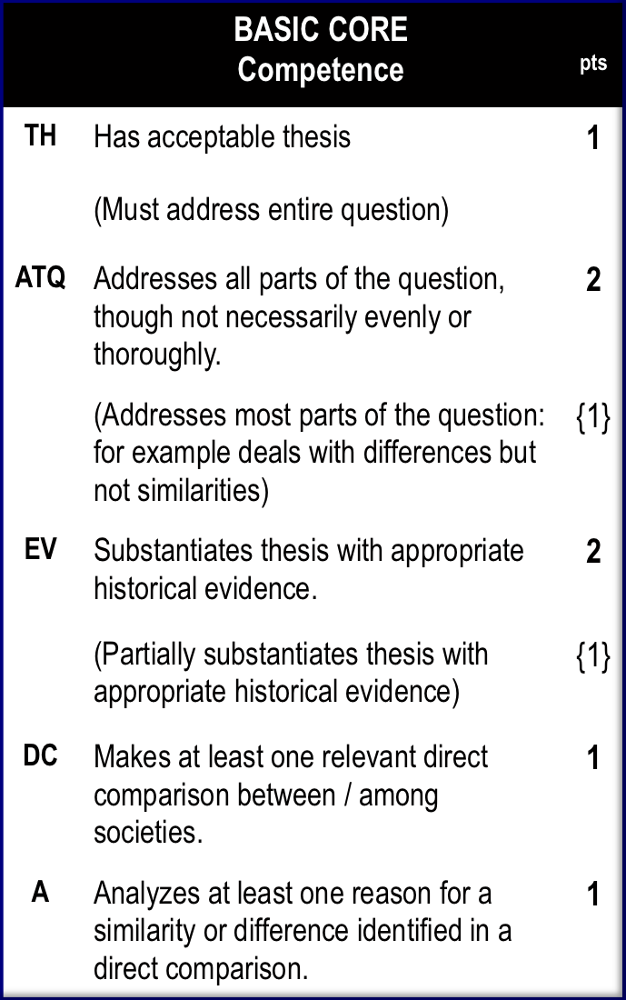 BASIC CORE
Competence pts
TH Has acceptable thesis 1
(Must address entire question)
ATQ Addresses all parts of the question, 2
though not necessarily evenly or
thoroughly.
(Addresses most parts of the question: {1}
for example deals with differences but
not similarities)
EV Substantiates thesis with appropriate 2
historical evidence.
(Partially substantiates thesis with {1}
appropriate historical evidence)
DC Makes at least one relevant direct 1
comparison between / among
societies.
A Analyzes at least one reason for a 1
similarity or difference identified in a
direct comparison.